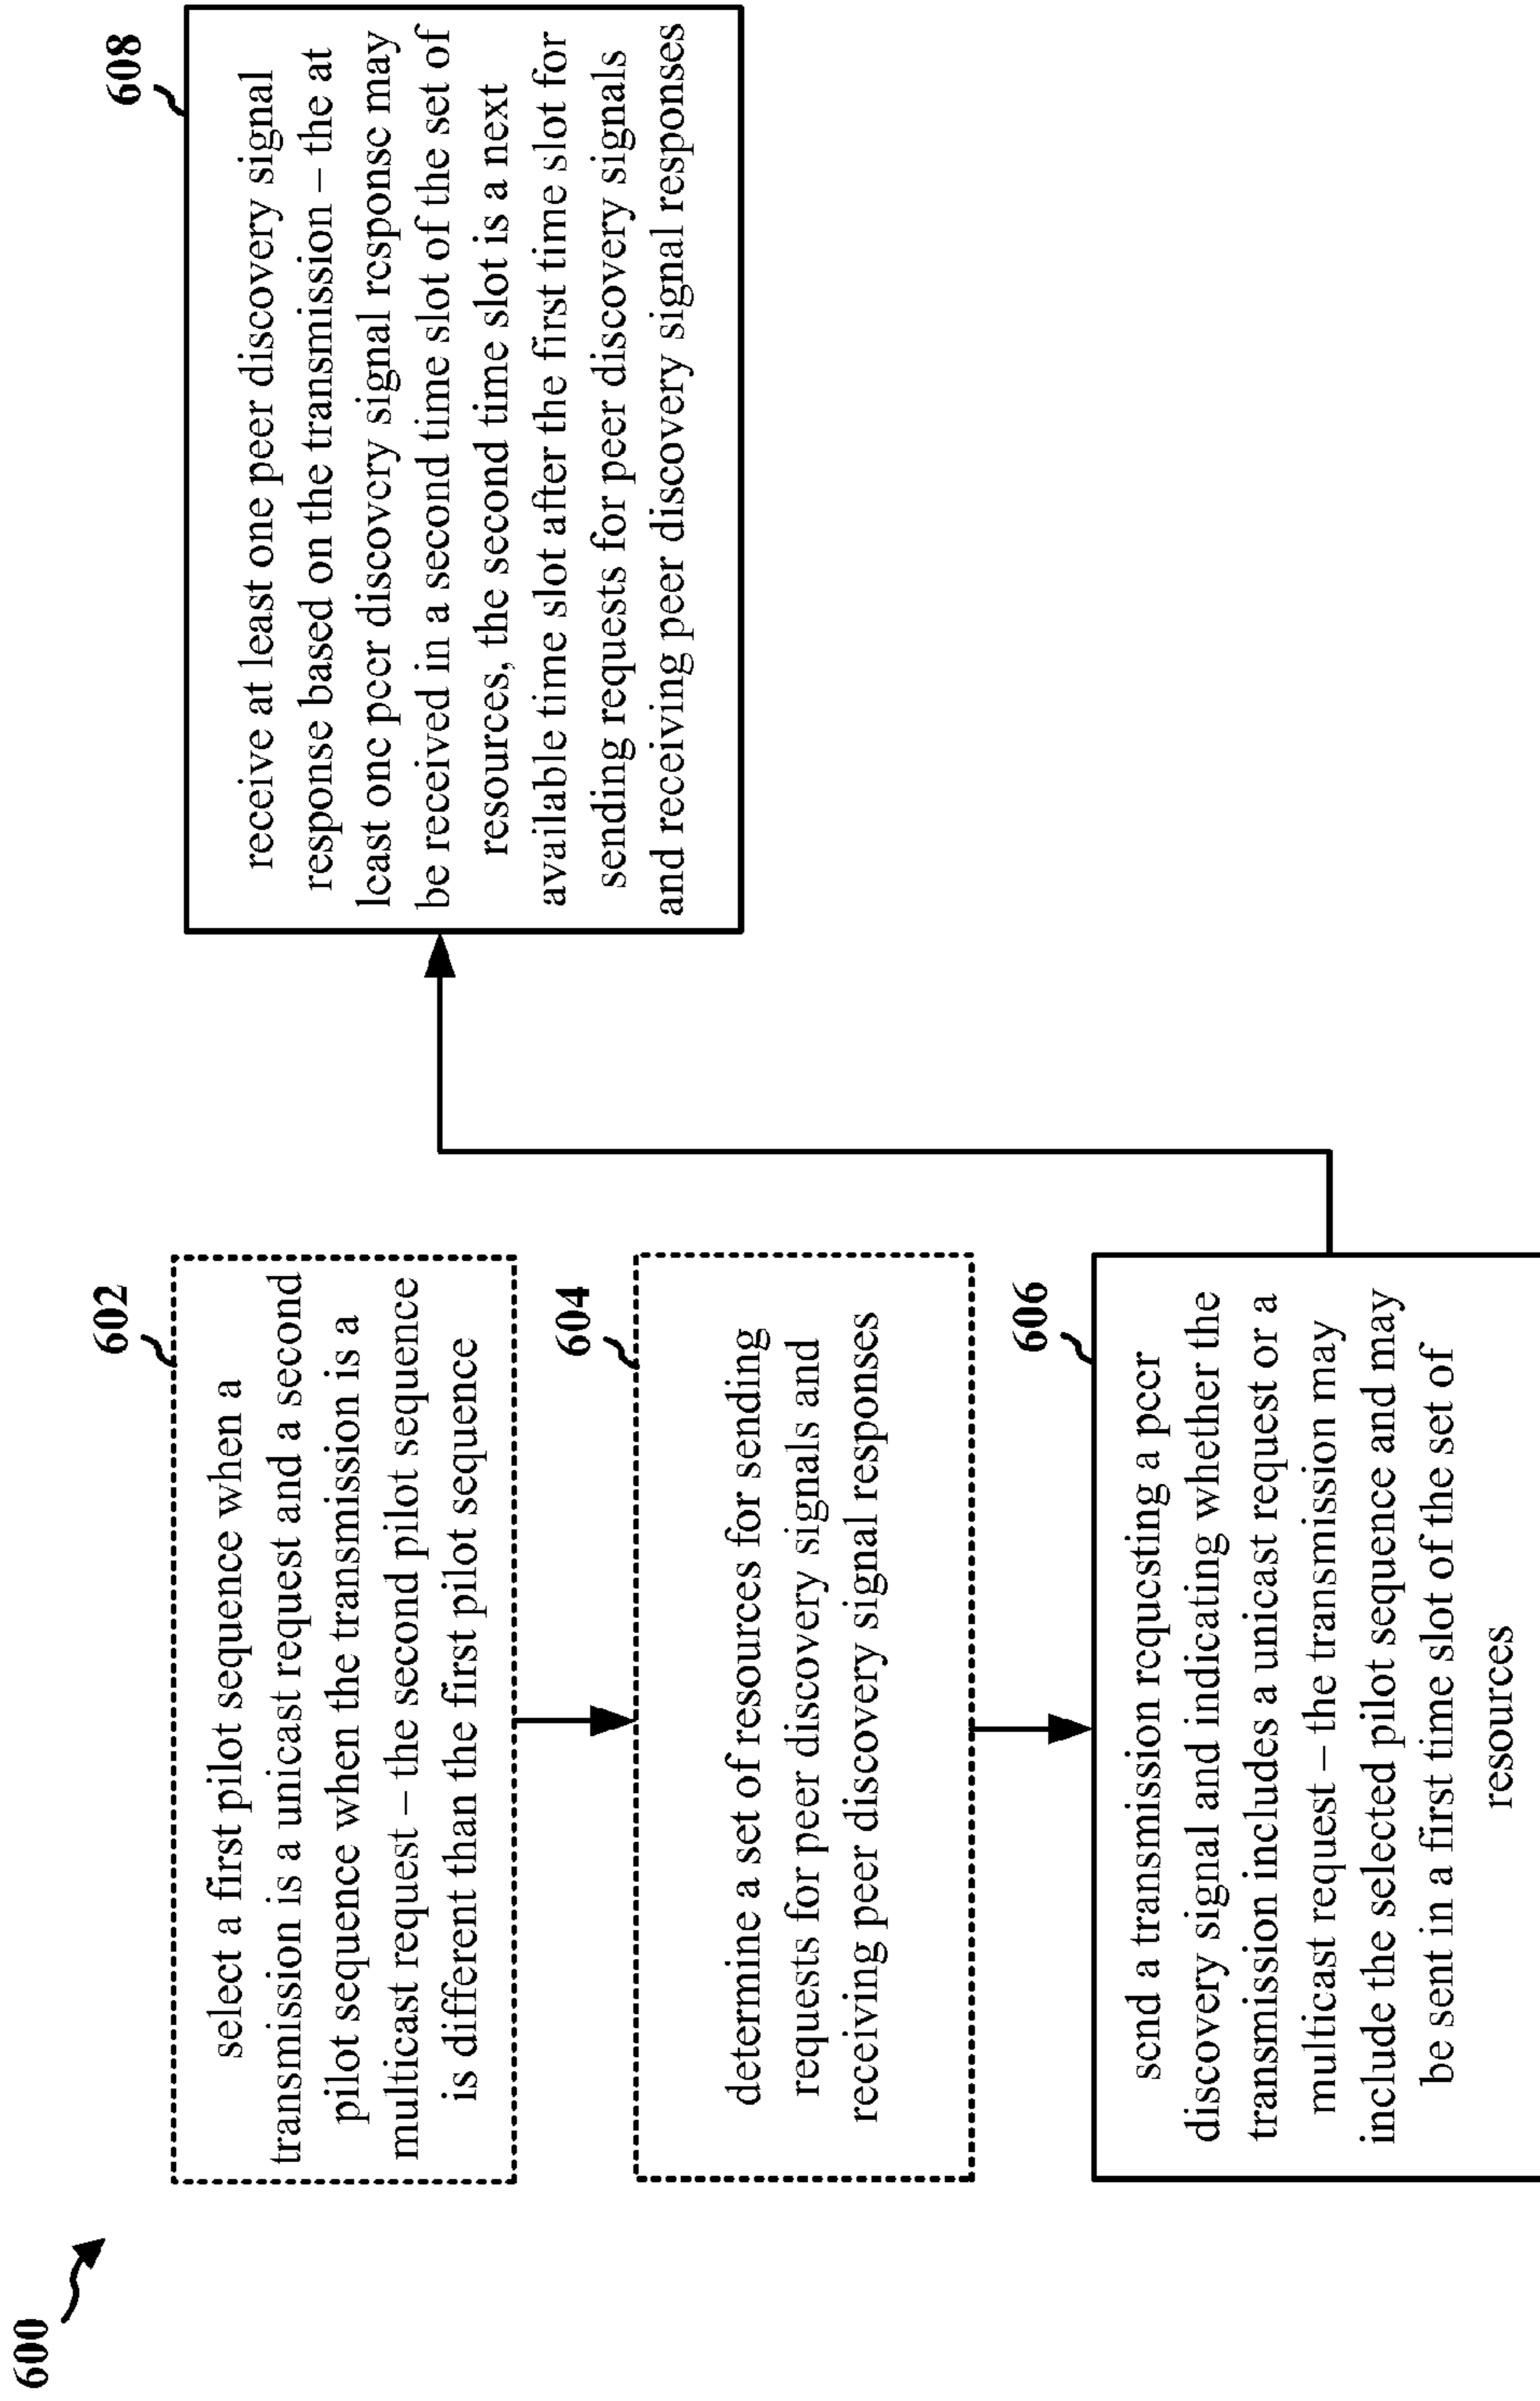 600
602
select a first pilot sequence when a
transmission is a unicast request and a second
pilot sequence when the transmission is a
multicast request – the second pilot sequence
is different than the first pilot sequence
604
determine a set of resources for sending
requests for peer discovery signals and
receiving peer discovery signal responses
606
send a transmission requesting a peer
discovery signal and indicating whether the
transmission includes a unicast request or a
multicast request – the transmission may
include the selected pilot sequence and may
be sent in a first time slot of the set of
resources
608
receive at least one peer discovery signal
response based on the transmission – the at
least one peer discovery signal response may
be received in a second time slot of the set of
resources, the second time slot is a next
available time slot after the first time slot for
sending requests for peer discovery signals
and receiving peer discovery signal responses